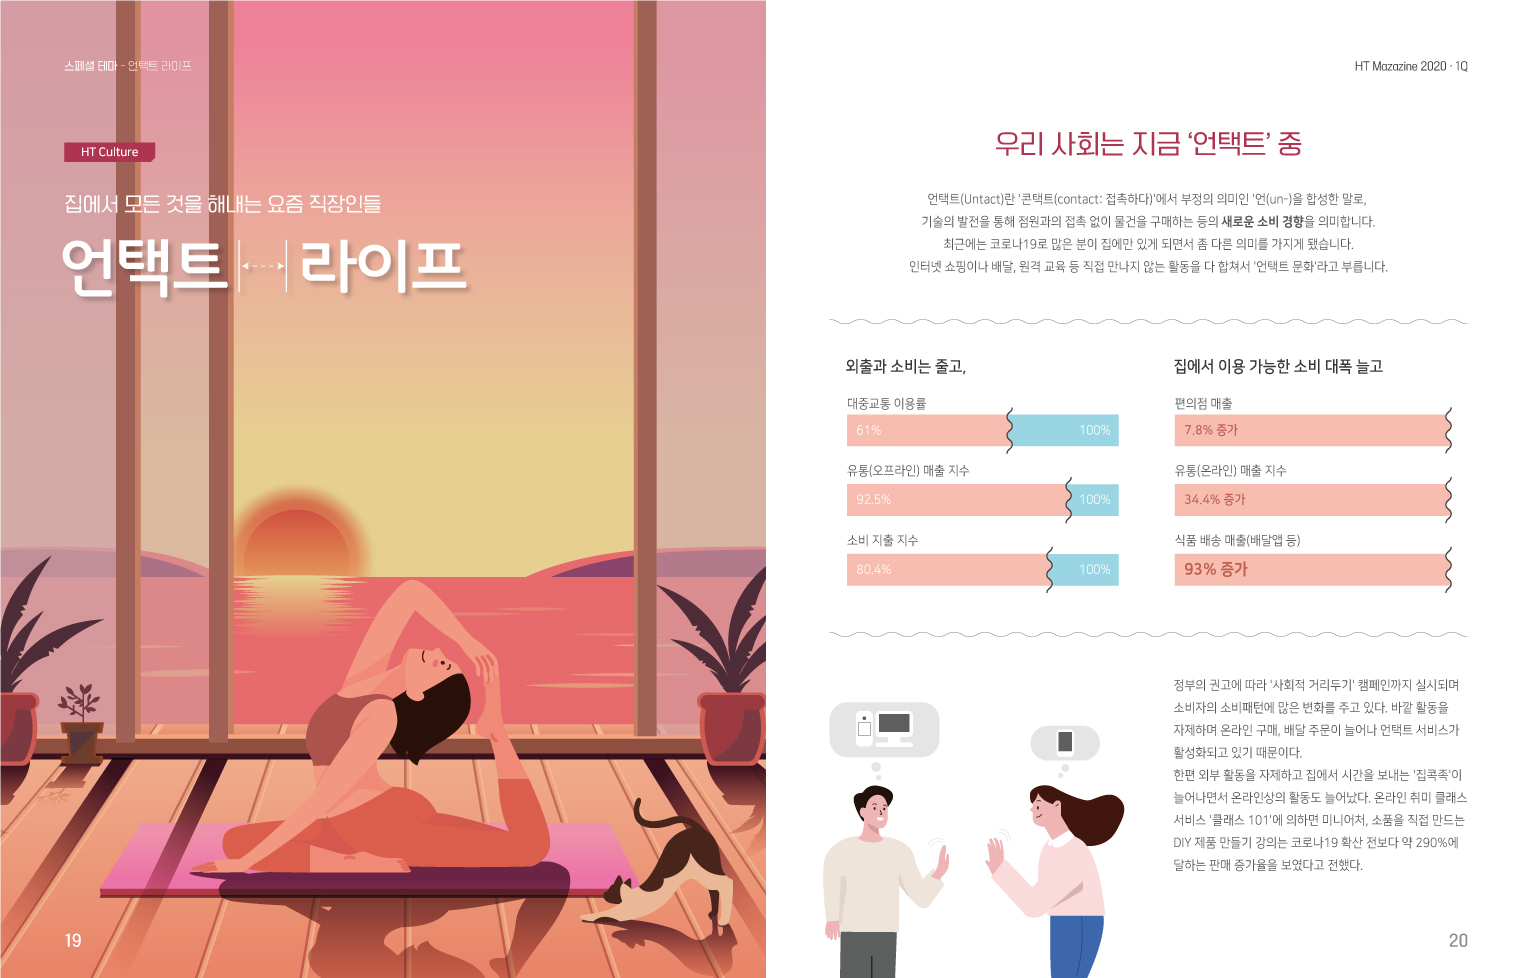 스페셜 테마 - 언택트 라이프
HT Culture
집에서 모든 것을 해내는 요즘 직장인들
언택트 라이프
19
HT Mazazine 2020 · 1Q
우리 사회는 지금 ‘언택트’ 중
언택트(Untact)란 '콘택트(contact: 접촉하다)'에서 부정의 의미인 '언(un-)을 합성한 말로,
기술의 발전을 통해 점원과의 접촉 없이 물건을 구매하는 등의 새로운 소비 경향을 의미합니다.
최근에는 코로나19로 많은 분이 집에만 있게 되면서 좀 다른 의미를 가지게 됐습니다.
인터넷 쇼핑이나 배달, 원격 교육 등 직접 만나지 않는 활동을 다 합쳐서 '언택트 문화'라고 부릅니다.
외출과 소비는 줄고,
대중교통 이용률
61% 100%
유통(오프라인) 매출 지수
92.5% 100%
소비 지출 지수
80.4% 100%
집에서 이용 가능한 소비 대폭 늘고
편의점 매출
7.8% 증가
유통(온라인) 매출 지수
34.4% 증가
식품 배송 매출(배달앱 등)
93% 증가
정부의 권고에 따라 '사회적 거리두기' 캠페인까지 실시되며
소비자의 소비패턴에 많은 변화를 주고 있다. 바깥 활동을
자제하며 온라인 구매, 배달 주문이 늘어나 언택트 서비스가
활성화되고 있기 때문이다.
한편 외부 활동을 자제하고 집에서 시간을 보내는 '집콕족'이
늘어나면서 온라인상의 활동도 늘어났다. 온라인 취미 클래스
서비스 '클래스 101'에 의하면 미니어처, 소품을 직접 만드는
DIY 제품 만들기 강의는 코로나19 확산 전보다 약 290%에
달하는 판매 증가율을 보였다고 전했다.
20